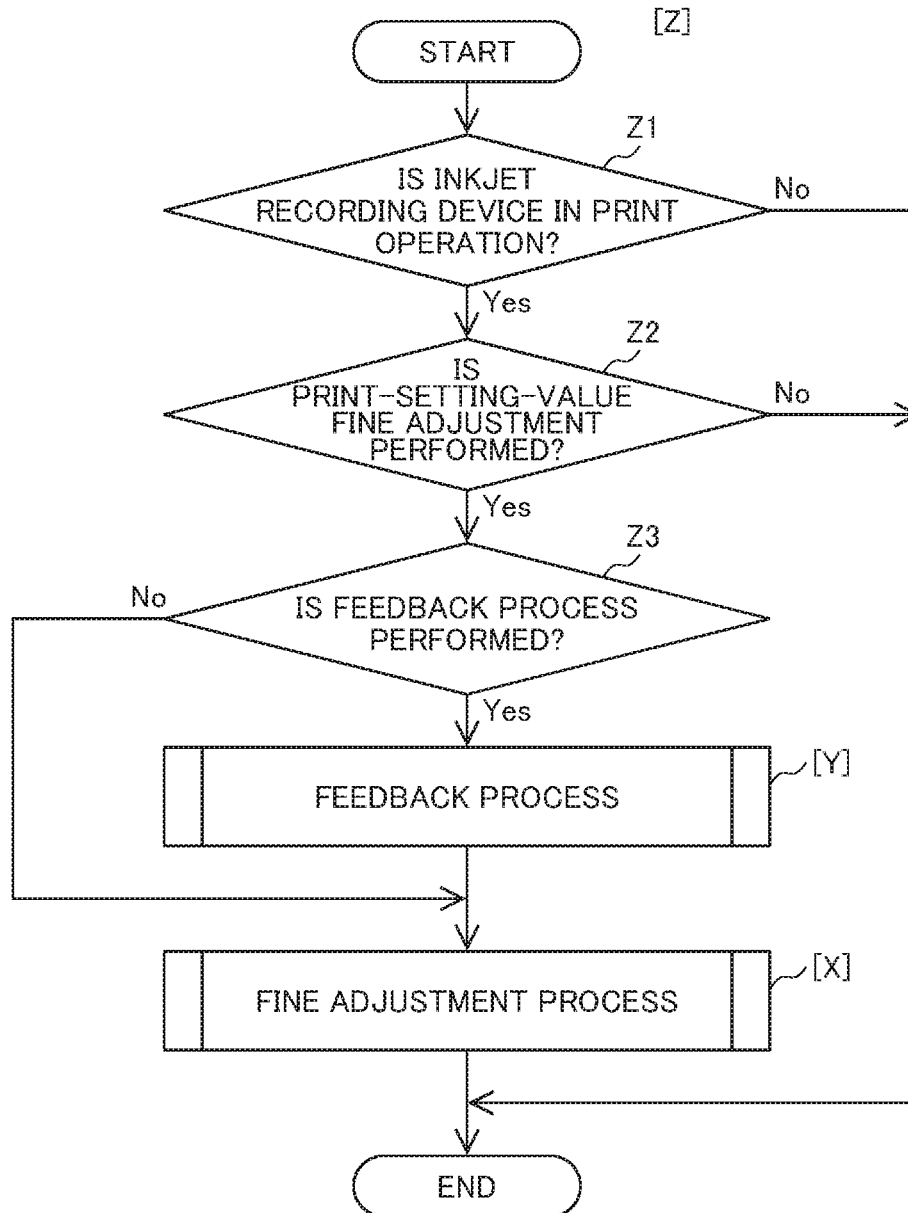 [Z]
START
Z1
IS INKJET
RECORDING DEVICE IN PRINT
OPERATION?
No
Yes
Z2
IS
PRINT-SETTING-VALUE
FINE ADJUSTMENT
PERFORMED?
No
Yes
Z3
No
IS FEEDBACK PROCESS
PERFORMED?
Yes
[Y]
FEEDBACK PROCESS
[X]
FINE ADJUSTMENT PROCESS
END